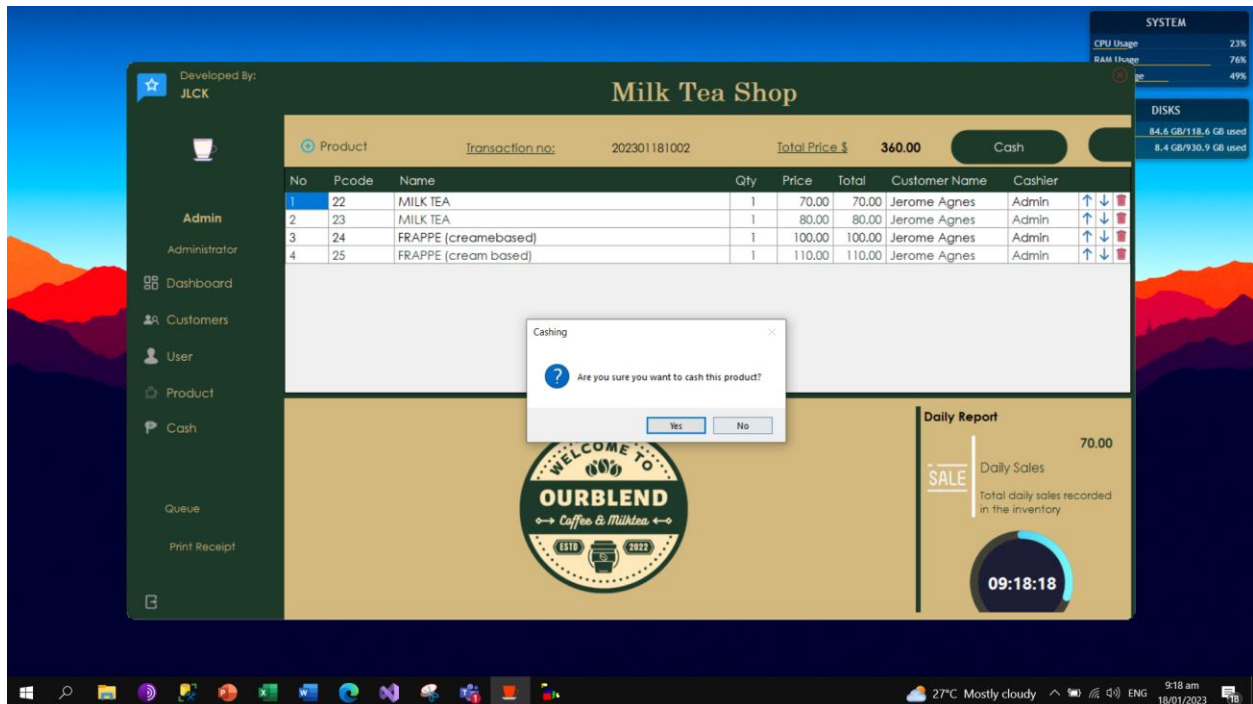 SYSTEM
CPU Usage 23%
RAM Usage 76%
ge 49%
DISKS
84.6 GB/118.6 GB used
8.4 GB/930.9 GB used
Developed By:
JLCK
Milk Tea Shop
Product Transaction no: 202301181002 Total Price $ 360.00 Cash
No Pcode Name Qty Price Total Customer Name Cashier
1 22 MILK TEA 1 70.00 70.00 Jerome Agnes Admin
2 23 MILK TEA 1 80.00 80.00 Jerome Agnes Admin
3 24 FRAPPE (creamebased) 1 100.00 100.00 Jerome Agnes Admin
4 25 FRAPPE (cream based) 1 110.00 110.00 Jerome Agnes Admin
Admin
Administrator
Dashboard
Customers
User
Product
Cash
Queue
Print Receipt
Cashing
Are you sure you want to cash this product?
Yes No
WELCOME TO
OURBLEND
Coffee & Milktea
ESTD 2022
Daily Report
70.00
SALE
Daily Sales
Total daily sales recorded
in the inventory
09:18:18
27°C Mostly cloudy ENG 9:18 am
18/01/2023
18